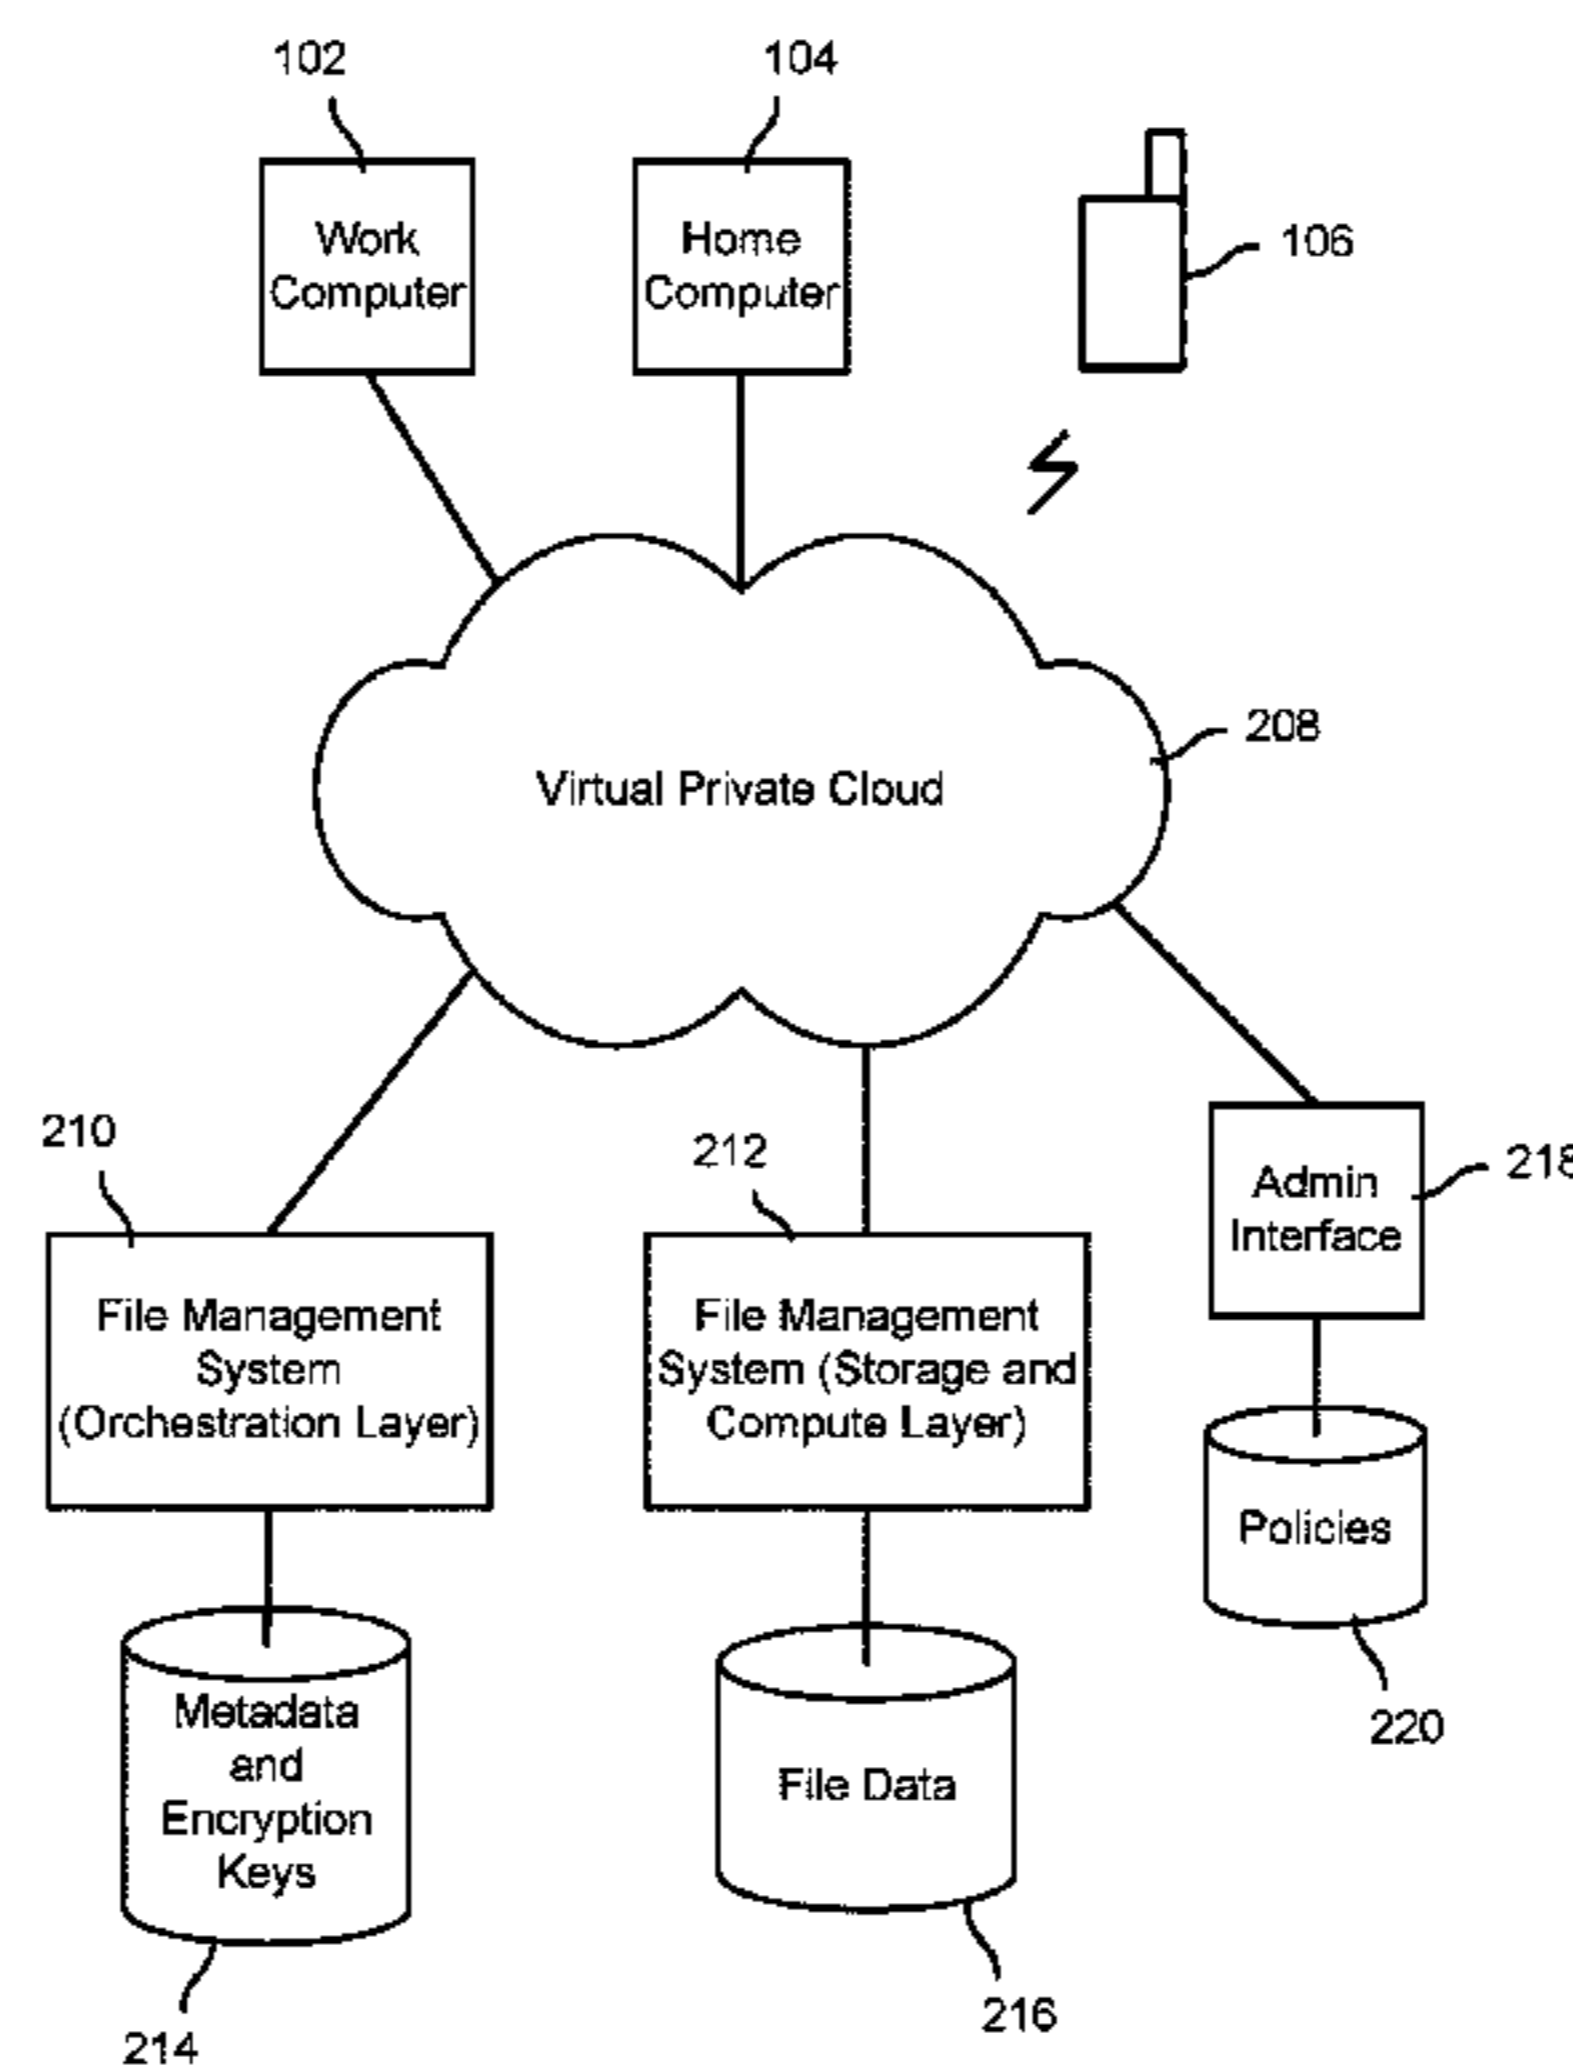 102
104
Work
Computer
Home
Computer
106
208
Virtual Private Cloud
210
212
218
Admin
Interface
File Management
System
(Orchestration Layer)
File Management
System (Storage and
Compute Layer)
Policies
220
Metadata
and
Encryption
Keys
File Data
214
216